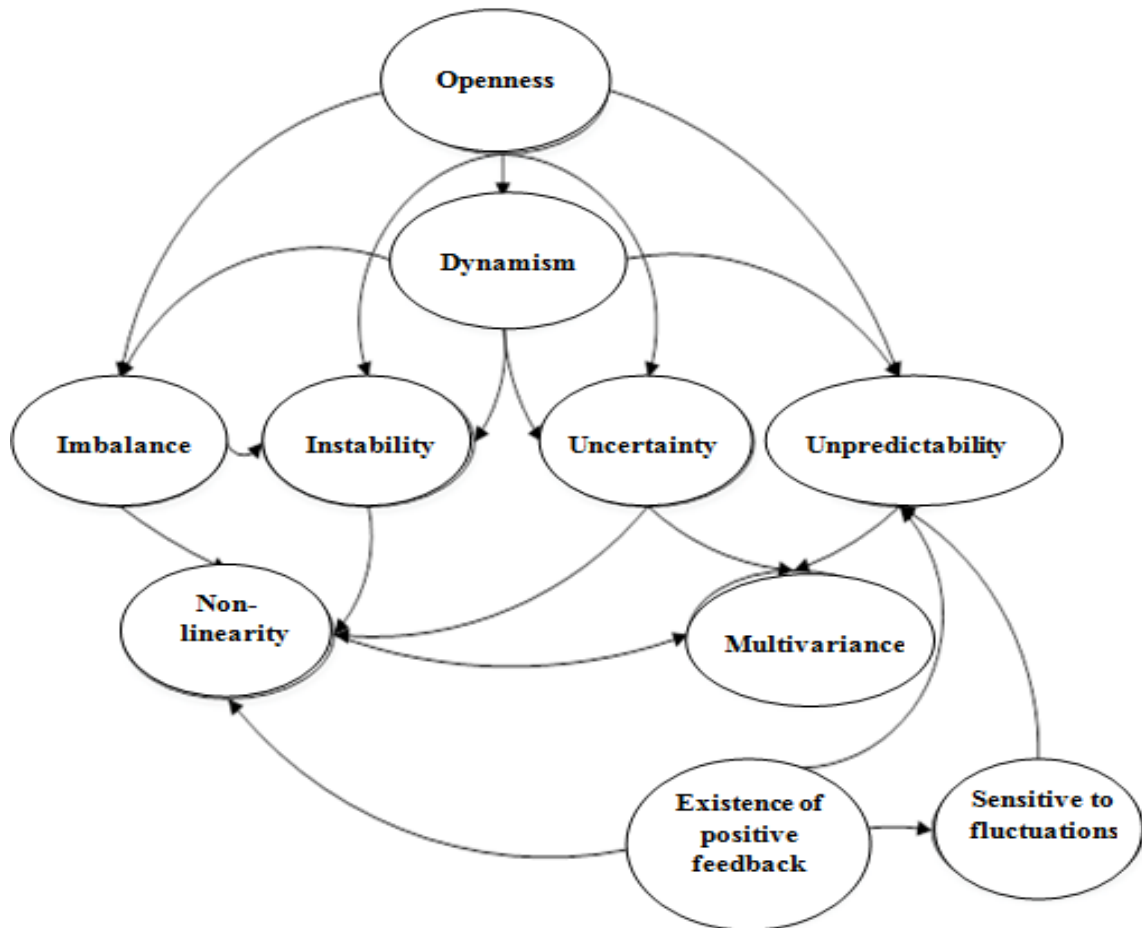 Openness
Dynamism
Imbalance
Instability
Uncertainty
Unpredictability
Non-
linearity
Multivariance
Existence of
positive
feedback
Sensitive to
fluctuations